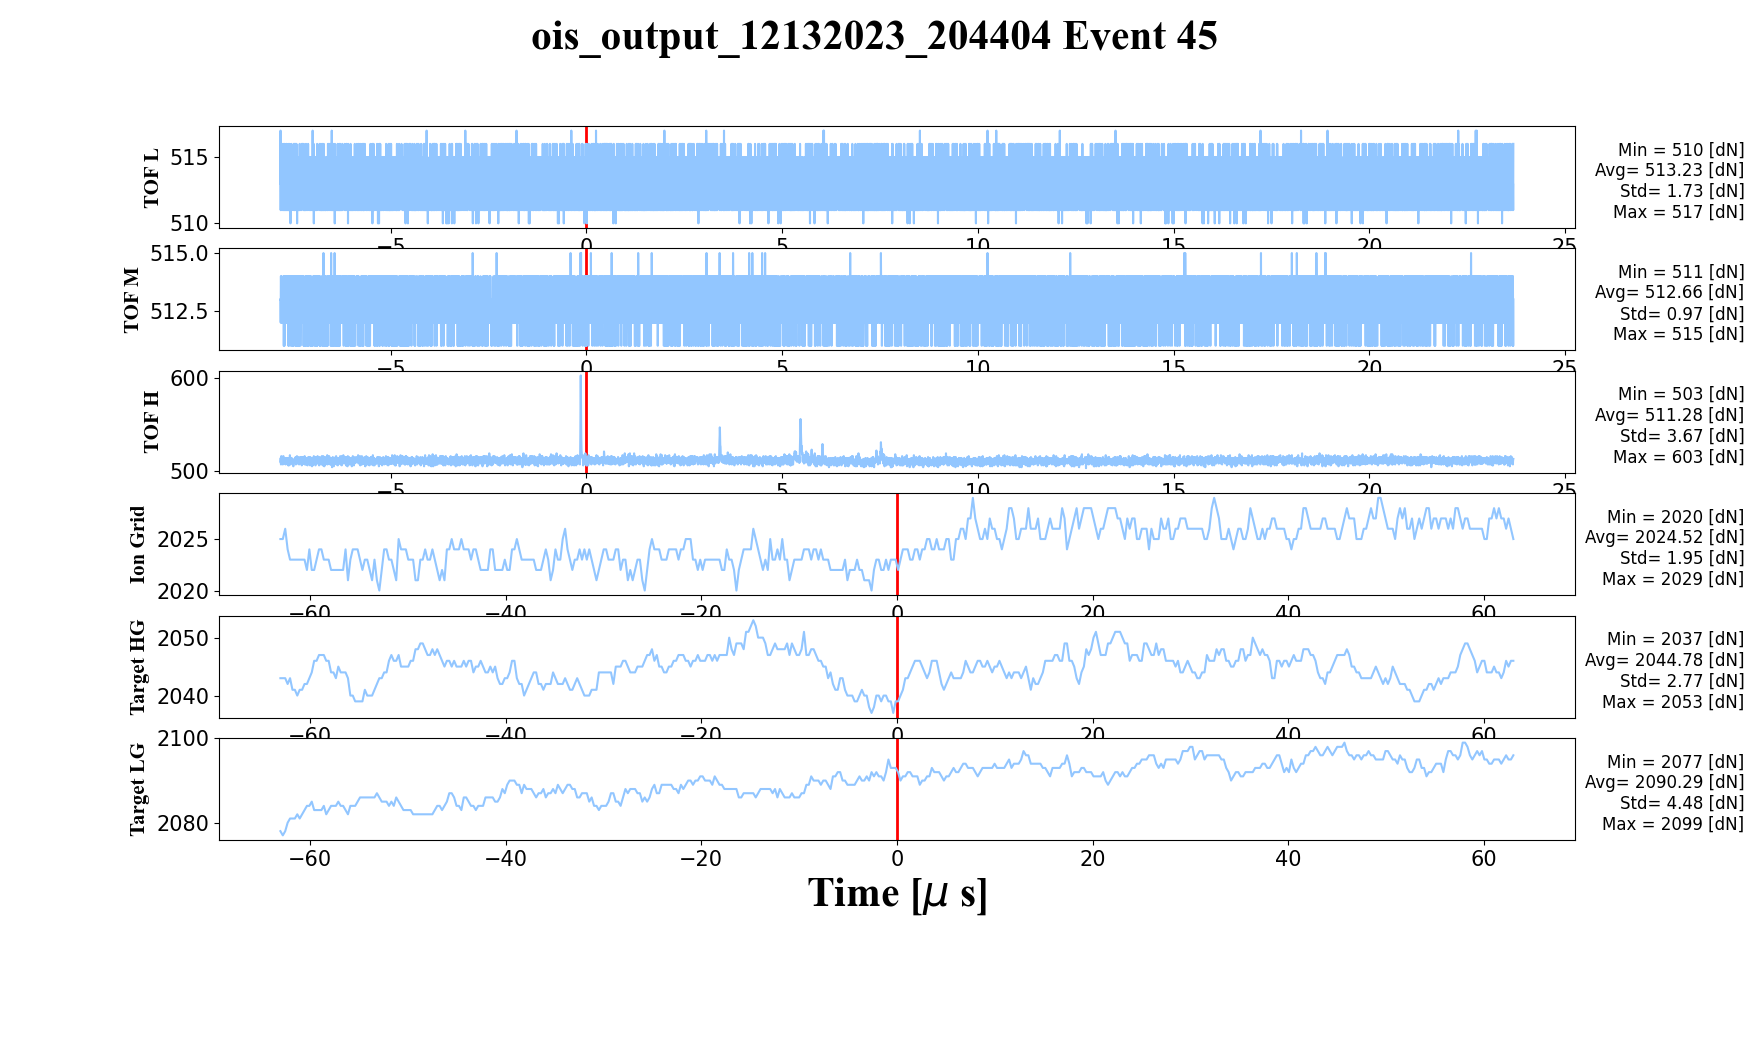 ois_output_12132023_204404 Event 45
TOF L
515
510
Min = 510 [dN]
Avg= 513.23 [dN]
Std= 1.73 [dN]
Max = 517 [dN]
−5 0 5 10 15 20 25
TOF M
515.0
512.5
Min = 511 [dN]
Avg= 512.66 [dN]
Std= 0.97 [dN]
Max = 515 [dN]
−5 0 5 10 15 20 25
TOF H
600
500
Min = 503 [dN]
Avg= 511.28 [dN]
Std= 3.67 [dN]
Max = 603 [dN]
−5 0 5 10 15 20 25
Ion Grid
2025
2020
Min = 2020 [dN]
Avg= 2024.52 [dN]
Std= 1.95 [dN]
Max = 2029 [dN]
−60 −40 −20 0 20 40 60
Target HG
2050
2040
Min = 2037 [dN]
Avg= 2044.78 [dN]
Std= 2.77 [dN]
Max = 2053 [dN]
−60 −40 −20 0 20 40 60
Target LG
2100
2080
Min = 2077 [dN]
Avg= 2090.29 [dN]
Std= 4.48 [dN]
Max = 2099 [dN]
−60 −40 −20 0 20 40 60
Time [μ s]